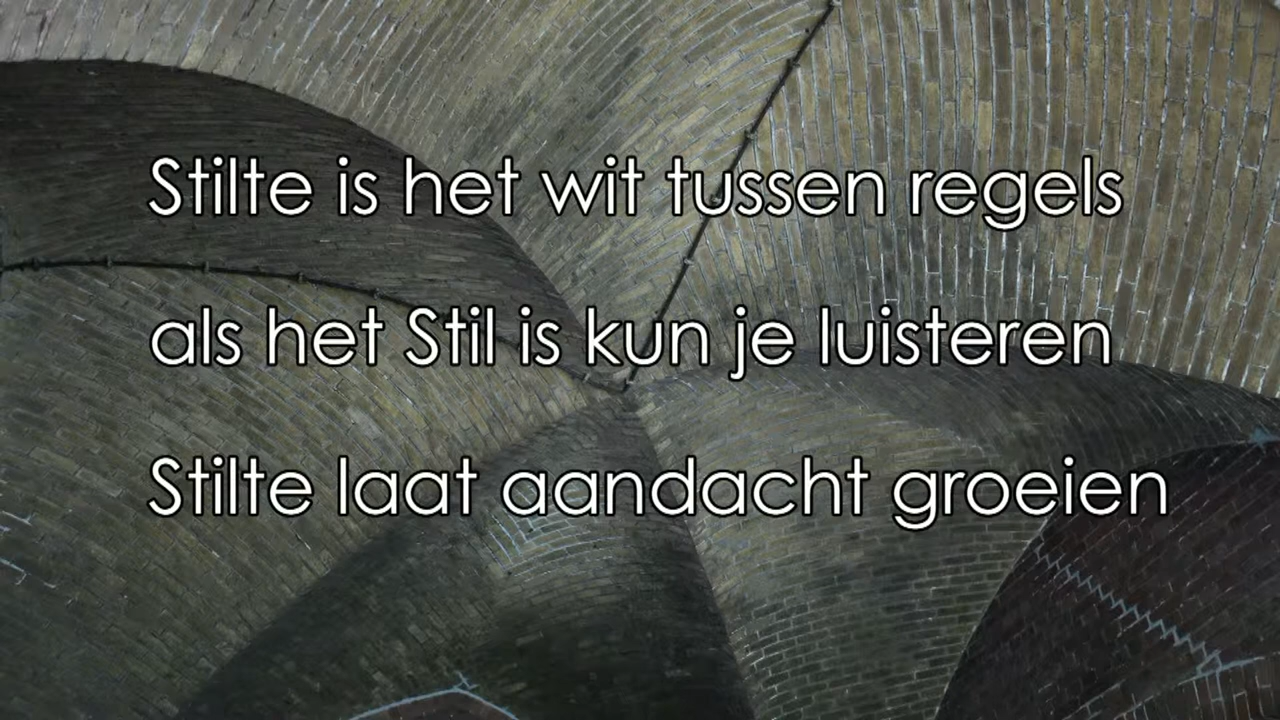 Stilte is het wit tussen regels
als het Stil is kun je luisteren
Stilte laat aandacht groeien